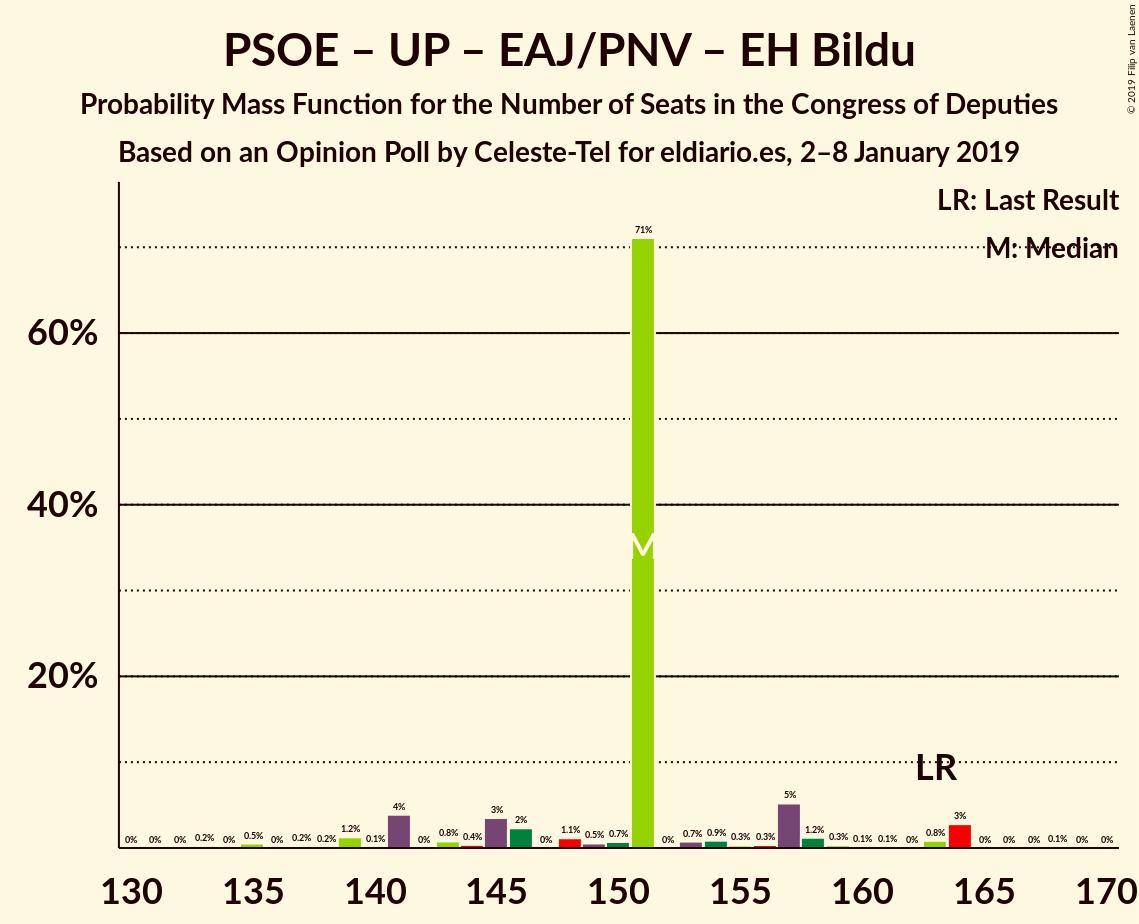 PSOE – UP – EAJ/PNV – EH Bildu
Probability Mass Function for the Number of Seats in the Congress of Deputies
Based on an Opinion Poll by Celeste-Tel for eldiario.es, 2–8 January 2019
© 2019 Filip van Laenen
LR: Last Result
M: Median
71%
60%
40%
M
20%
LR
0% 0% 0% 0.2% 0% 0.5% 0% 0.2% 0.2% 1.2% 0.1% 4% 0% 0.8% 0.4% 3% 2% 0% 1.1% 0.5% 0.7% 0% 0.7% 0.9% 0.3% 0.3% 5% 1.2% 0.3% 0.1% 0.1% 0% 0.8% 3% 0% 0% 0% 0.1% 0% 0%
130 135 140 145 150 155 160 165 170